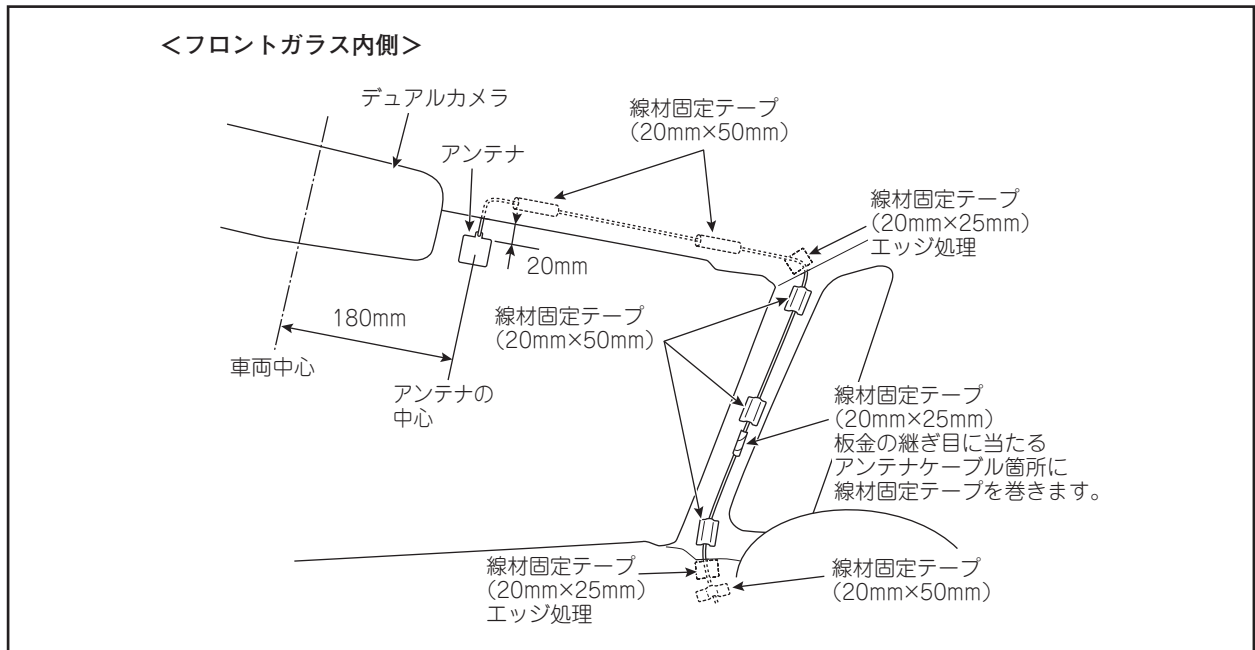 ＜フロントガラス内側＞
デュアルカメラ
線材固定テープ
（20mm×50mm）
アンテナ
線材固定テープ
（20mm×25mm）
エッジ処理
20mm
180mm
線材固定テープ
（20mm×50mm）
車両中心
アンテナの
中心
線材固定テープ
（20mm×25mm）
板金の継ぎ目に当たる
アンテナケーブル箇所に
線材固定テープを巻きます。
線材固定テープ
（20mm×25mm）
エッジ処理
線材固定テープ
（20mm×50mm）